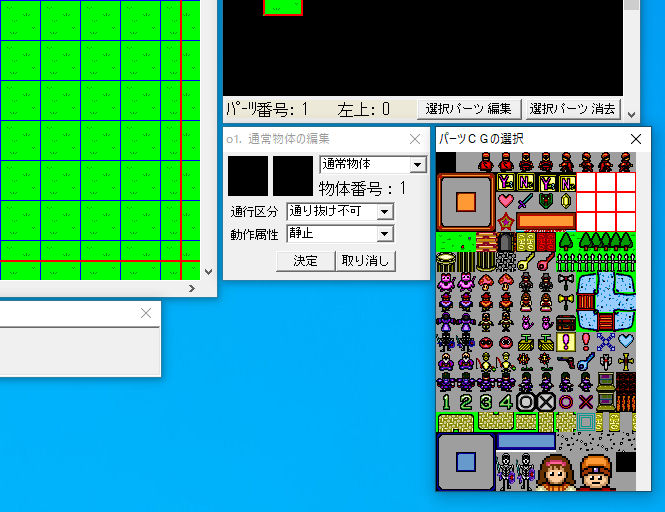 ﾊﾟｰﾂ番号: 1 左上: 0 選択パーツ 編集 選択パーツ 消去
o1. 通常物体の編集
パーツＣＧの選択
通常物体
物体番号: 1
通行区分 通り抜け不可
動作属性 静止
決定 取り消し
1 2 3 4